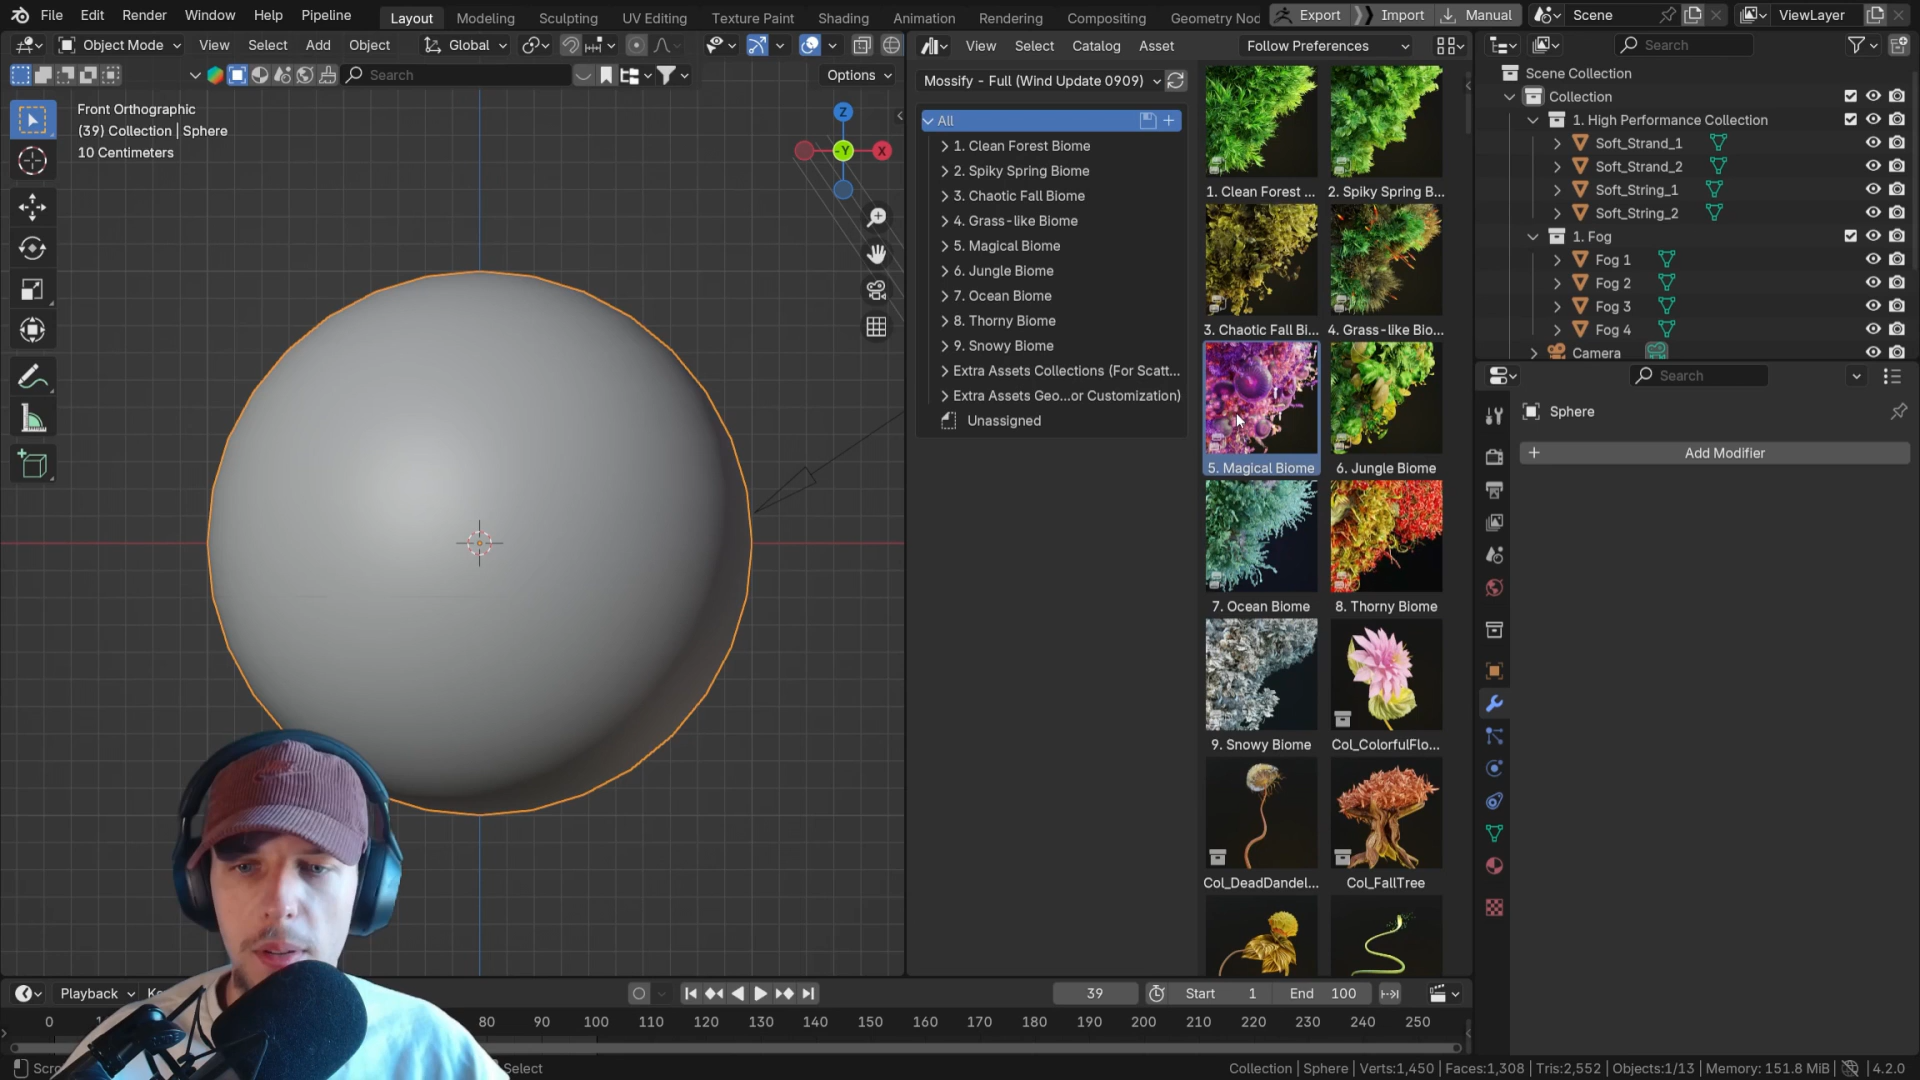 File Edit Render Window Help Pipeline Layout Modeling Sculpting UV Editing Texture Paint Shading Animation Rendering Compositing Geometry Nod Export Import Manual Scene ViewLayer
Object Mode View Select Add Object Global View Select Catalog Asset Follow Preferences Search
Search Options
Front Orthographic
(39) Collection | Sphere
10 Centimeters
Z
-Y
X
Mossify - Full (Wind Update 0909)
All
1. Clean Forest Biome
2. Spiky Spring Biome
3. Chaotic Fall Biome
4. Grass-like Biome
5. Magical Biome
6. Jungle Biome
7. Ocean Biome
8. Thorny Biome
9. Snowy Biome
Extra Assets Collections (For Scatt...
Extra Assets Geo...or Customization)
Unassigned
1. Clean Forest ... 2. Spiky Spring B...
3. Chaotic Fall Bi... 4. Grass-like Bio...
5. Magical Biome 6. Jungle Biome
7. Ocean Biome 8. Thorny Biome
9. Snowy Biome Col_ColorfulFlo...
Col_DeadDandel... Col_FallTree
Scene Collection
Collection
1. High Performance Collection
Soft_Strand_1
Soft_Strand_2
Soft_String_1
Soft_String_2
1. Fog
Fog 1
Fog 2
Fog 3
Fog 4
Camera
Search
Sphere
Add Modifier
Playback Ke 39 Start 1 End 100
0 80 90 100 110 120 130 140 150 160 170 180 190 200 210 220 230 240 250
Scro Select Collection | Sphere | Verts:1,450 | Faces:1,308 | Tris:2,552 | Objects:1/13 | Memory: 151.8 MiB | 4.2.0